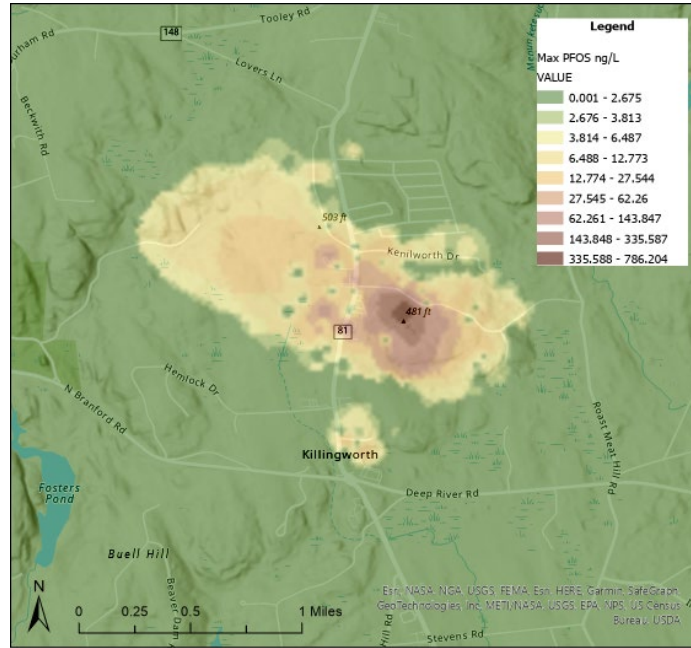 Tooley Rd
148
urham Rd
Lovers Ln
Beckwith Rd
Legend
Max PFOS ng/L
VALUE
0.001 - 2.675
2.676 - 3.813
3.814 - 6.487
6.488 - 12.773
12.774 - 27.544
27.545 - 62.26
62.261 - 143.847
143.848 - 335.587
335.588 - 786.204
503 ft
Kenilworth Dr
481 ft
81
Hemlock Dr
N Branford Rd
Roast Meat Hill Rd
Killingworth
Deep River Rd
Fosters
Pond
Buell Hill
Beaver Dam
N
0 0.25 0.5 1 Miles
Hill Rd
Stevens Rd
Esri, NASA, NGA, USGS, FEMA, Esri, HERE, Garmin, SafeGraph,
GeoTechnologies, Inc, METI/NASA, USGS, EPA, NPS, US Census
Bureau, USDA